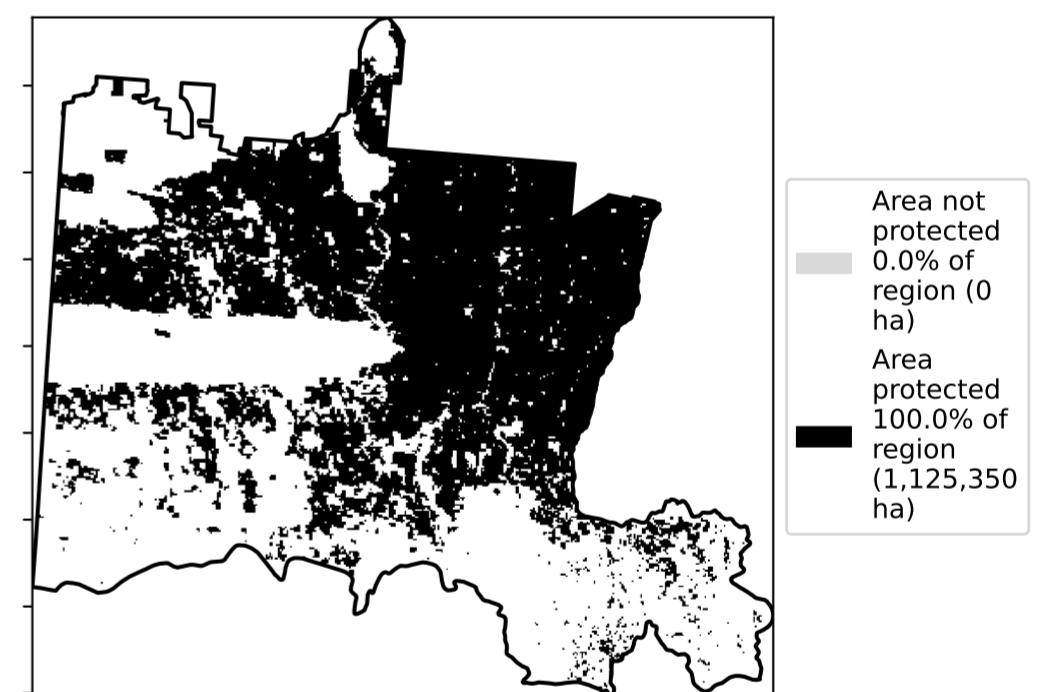 Area not
protected
0.0% of
region (0
ha)
Area
protected
100.0% of
region
(1,125,350
ha)